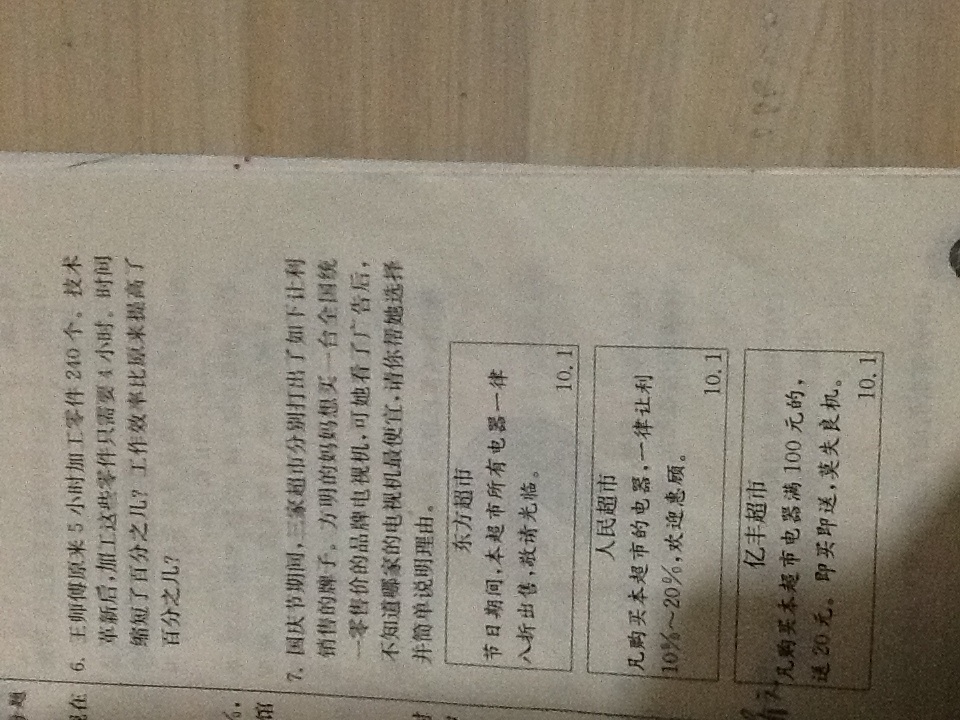 6. 王师傅原来 5 小时加工零件 240 个。技术
革新后,加工这些零件只需要 4 小时。时间
缩短了百分之几？工作效率比原来提高了
百分之几？
7. 国庆节期间,三家超市分别打出了如下让利
销售的牌子。方明的妈妈想买一台全国统
一零售价的品牌电视机,可她看了广告后,
不知道哪家的电视机最便宜,请你帮她选择
并简单说明理由。
东方超市
节日期间,本超市所有电器一律
八折出售,敬请光临。
10.1
人民超市
凡购买本超市的电器,一律让利
10%～20%,欢迎惠顾。
10.1
亿丰超市
凡购买本超市电器满 100 元的,
送 20 元。即买即送,莫失良机。
10.1
题
在
%,
馆